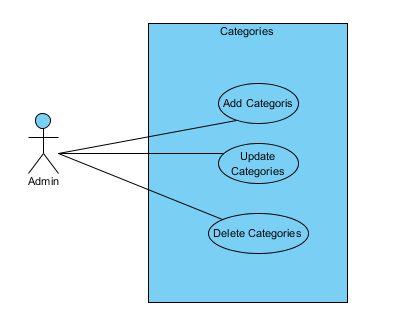 Categories
Add Categoris
Update
Categories
Admin
Delete Categories